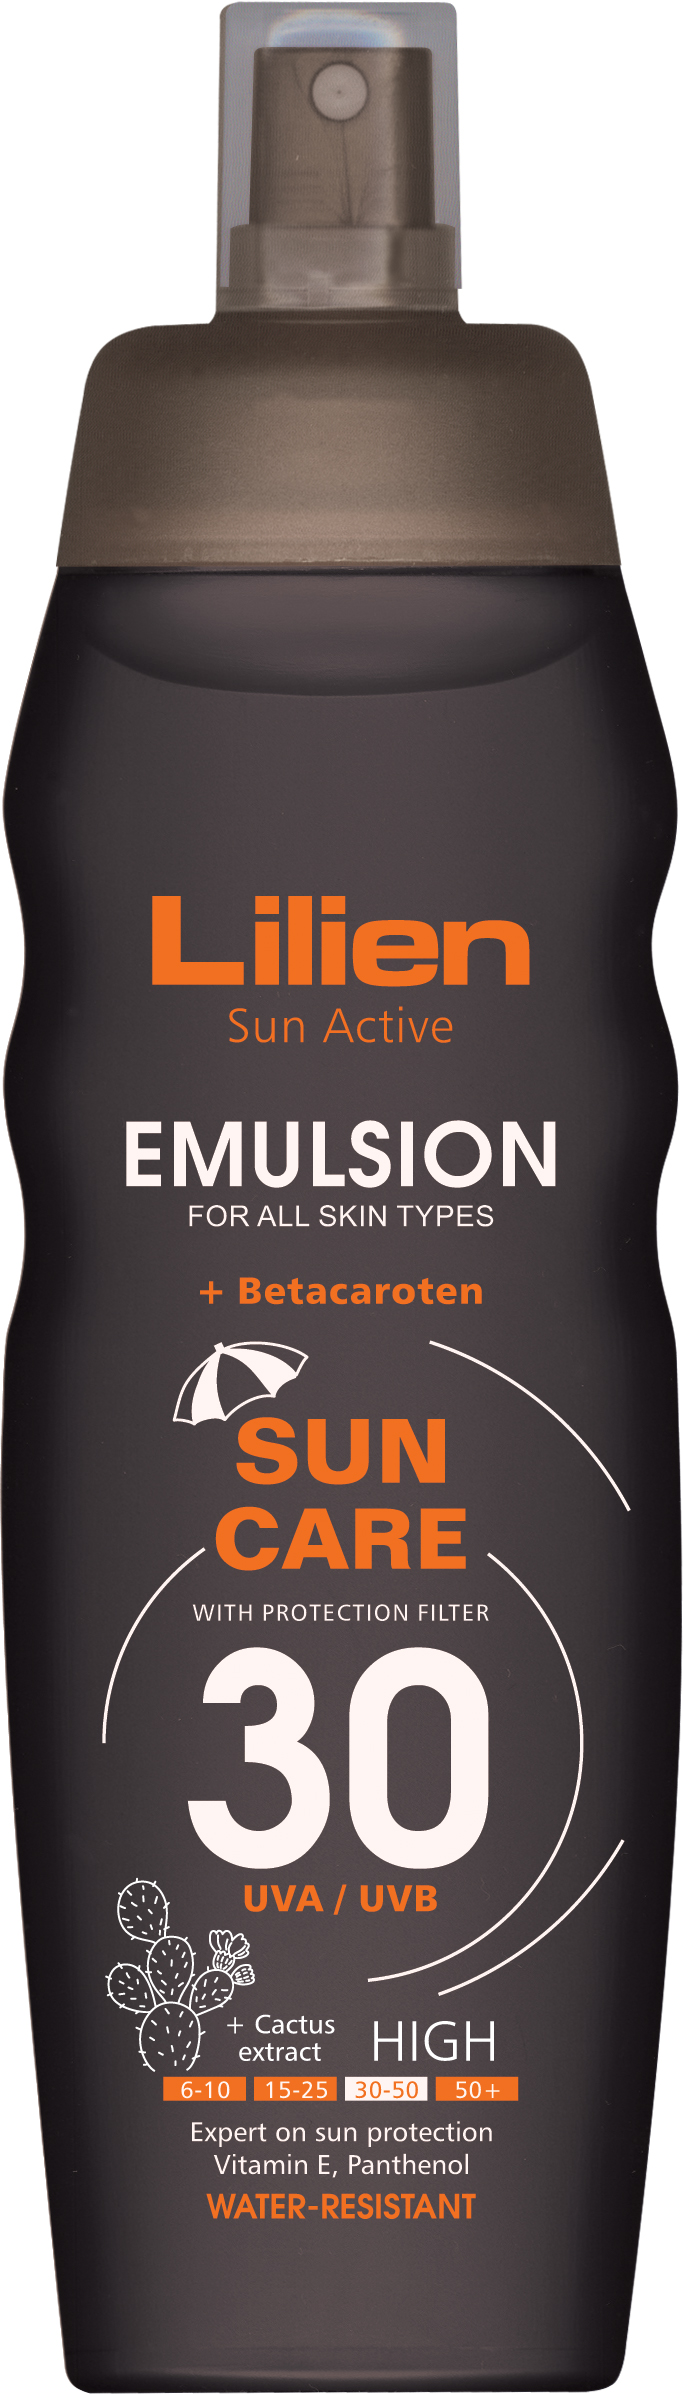 Lilien
Sun Active
EMULSION
FOR ALL SKIN TYPES
+ Betacaroten
SUN
CARE
WITH PROTECTION FILTER
30
UVA / UVB
+ Cactus
extract
HIGH
6-10 15-25 30-50 50+
Expert on sun protection
Vitamin E, Panthenol
WATER-RESISTANT